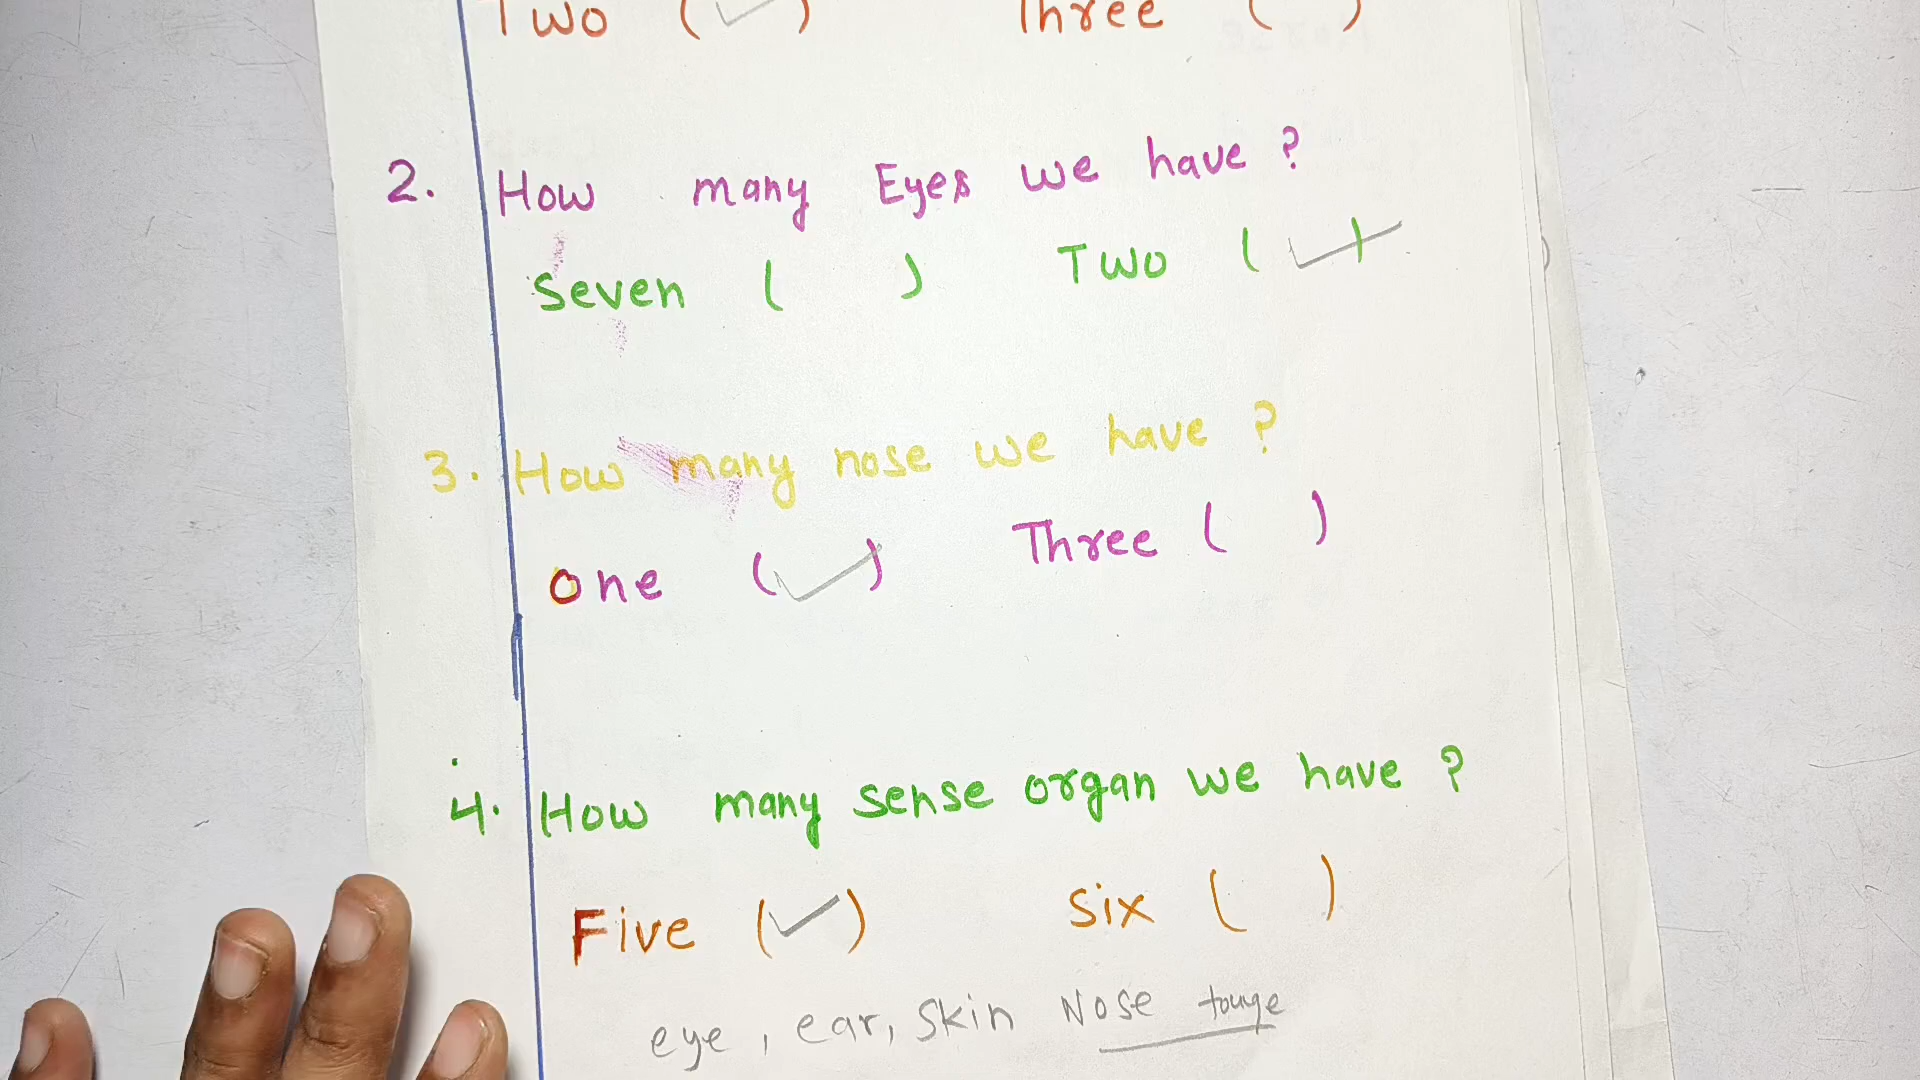 Two ( ✓ ) Three ( )
2. How many Eyes we have ?
Seven ( ) Two ( ✓ )
3. How many nose we have ?
One ( ✓ ) Three ( )
4. How many sense organ we have ?
Five ( ✓ ) Six ( )
eye, ear, Skin Nose